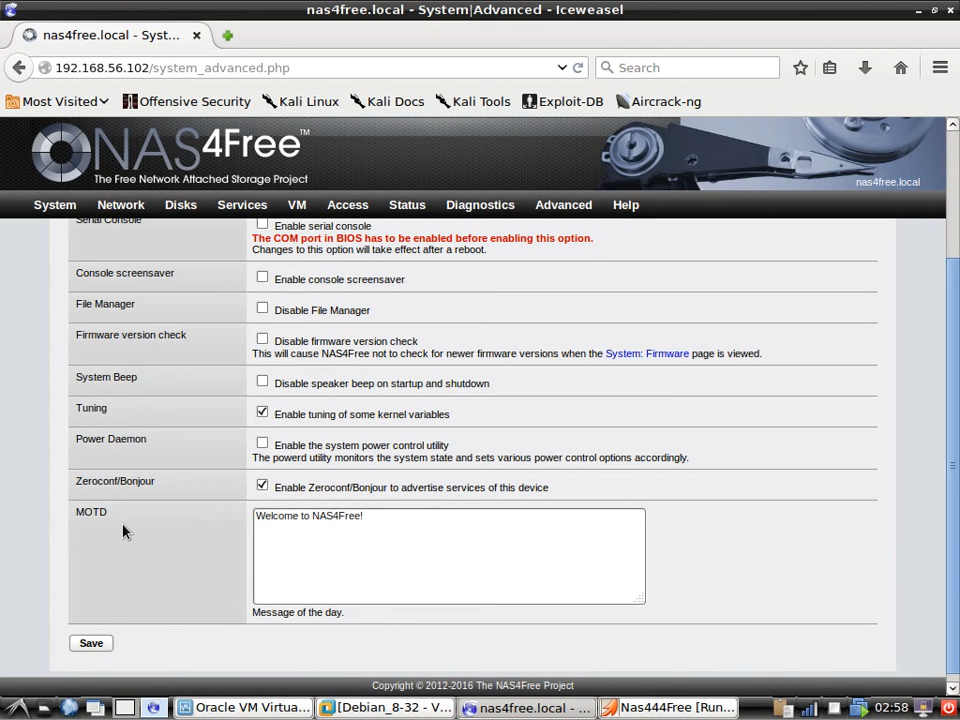 nas4free.local - System|Advanced - Iceweasel
nas4free.local - Syst...
192.168.56.102/system_advanced.php
Search
Most Visited
Offensive Security
Kali Linux
Kali Docs
Kali Tools
Exploit-DB
Aircrack-ng
NAS4Free™
The Free Network Attached Storage Project
nas4free.local
System Network Disks Services VM Access Status Diagnostics Advanced Help
Serial Console
Enable serial console
The COM port in BIOS has to be enabled before enabling this option.
Changes to this option will take effect after a reboot.
Console screensaver
Enable console screensaver
File Manager
Disable File Manager
Firmware version check
Disable firmware version check
This will cause NAS4Free not to check for newer firmware versions when the System: Firmware page is viewed.
System Beep
Disable speaker beep on startup and shutdown
Tuning
Enable tuning of some kernel variables
Power Daemon
Enable the system power control utility
The powerd utility monitors the system state and sets various power control options accordingly.
Zeroconf/Bonjour
Enable Zeroconf/Bonjour to advertise services of this device
MOTD
Welcome to NAS4Free!
Message of the day.
Save
Copyright © 2012-2016 The NAS4Free Project
Oracle VM Virtua...
[Debian_8-32 - V...
nas4free.local - ...
Nas444Free [Run...
02:58